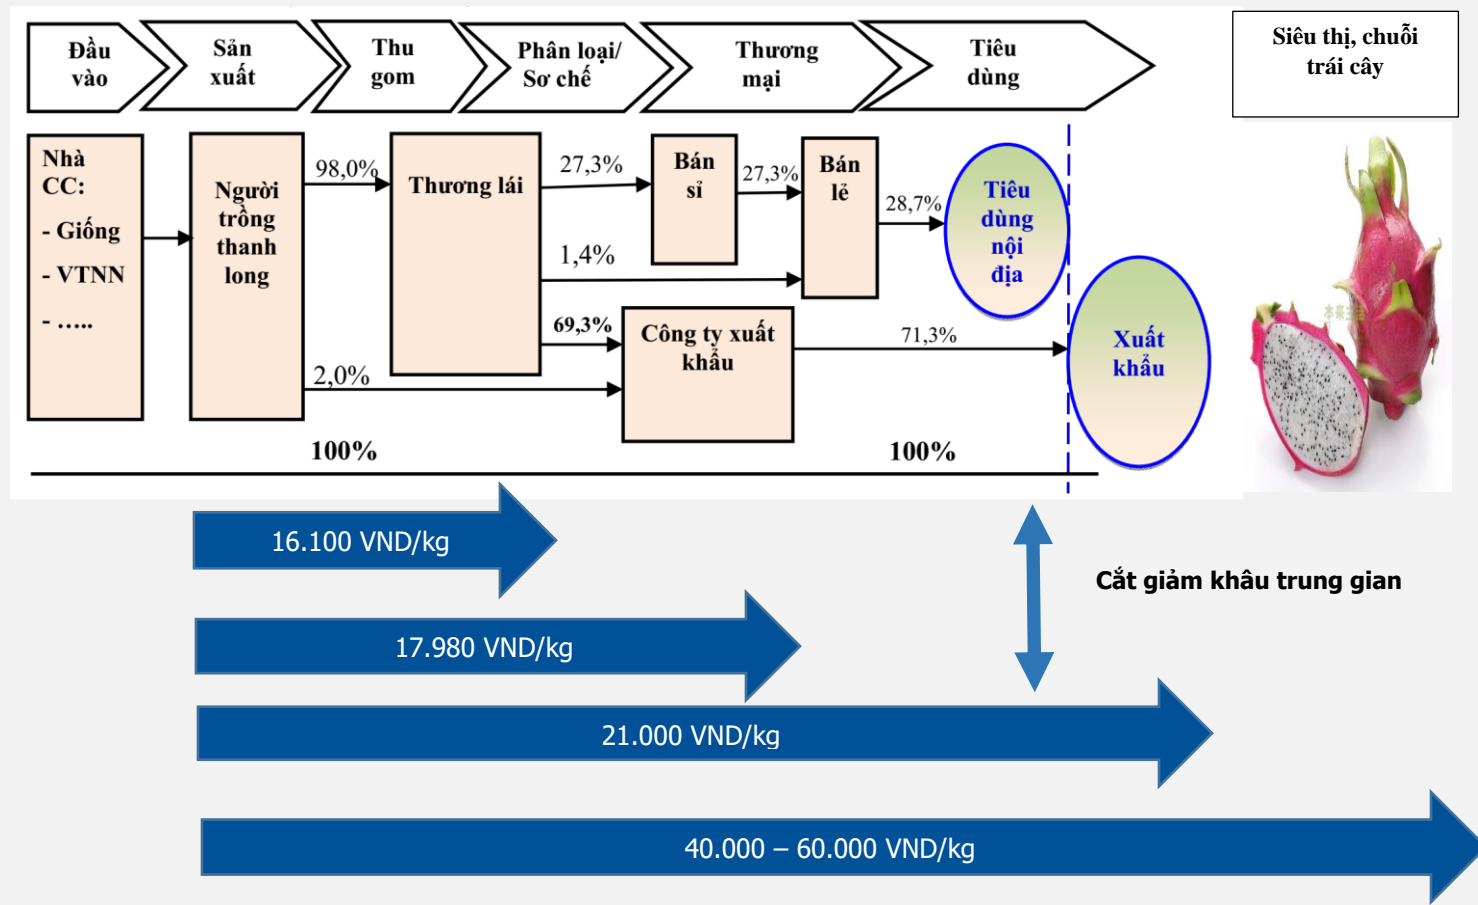 Đầu
vào
Sản
xuất
Thu
gom
Phân loại/
Sơ chế
Thương
mại
Tiêu
dùng
Siêu thị, chuỗi
trái cây
Nhà
CC:
- Giống
- VTNN
- …..
Người
trồng
thanh
long
98,0%
2,0%
Thương lái
27,3%
1,4%
69,3%
Bán
sỉ
27,3%
Bán
lẻ
28,7%
Công ty xuất
khẩu
71,3%
Tiêu
dùng
nội
địa
Xuất
khẩu
100%
100%
16.100 VND/kg
17.980 VND/kg
21.000 VND/kg
40.000 – 60.000 VND/kg
Cắt giảm khâu trung gian